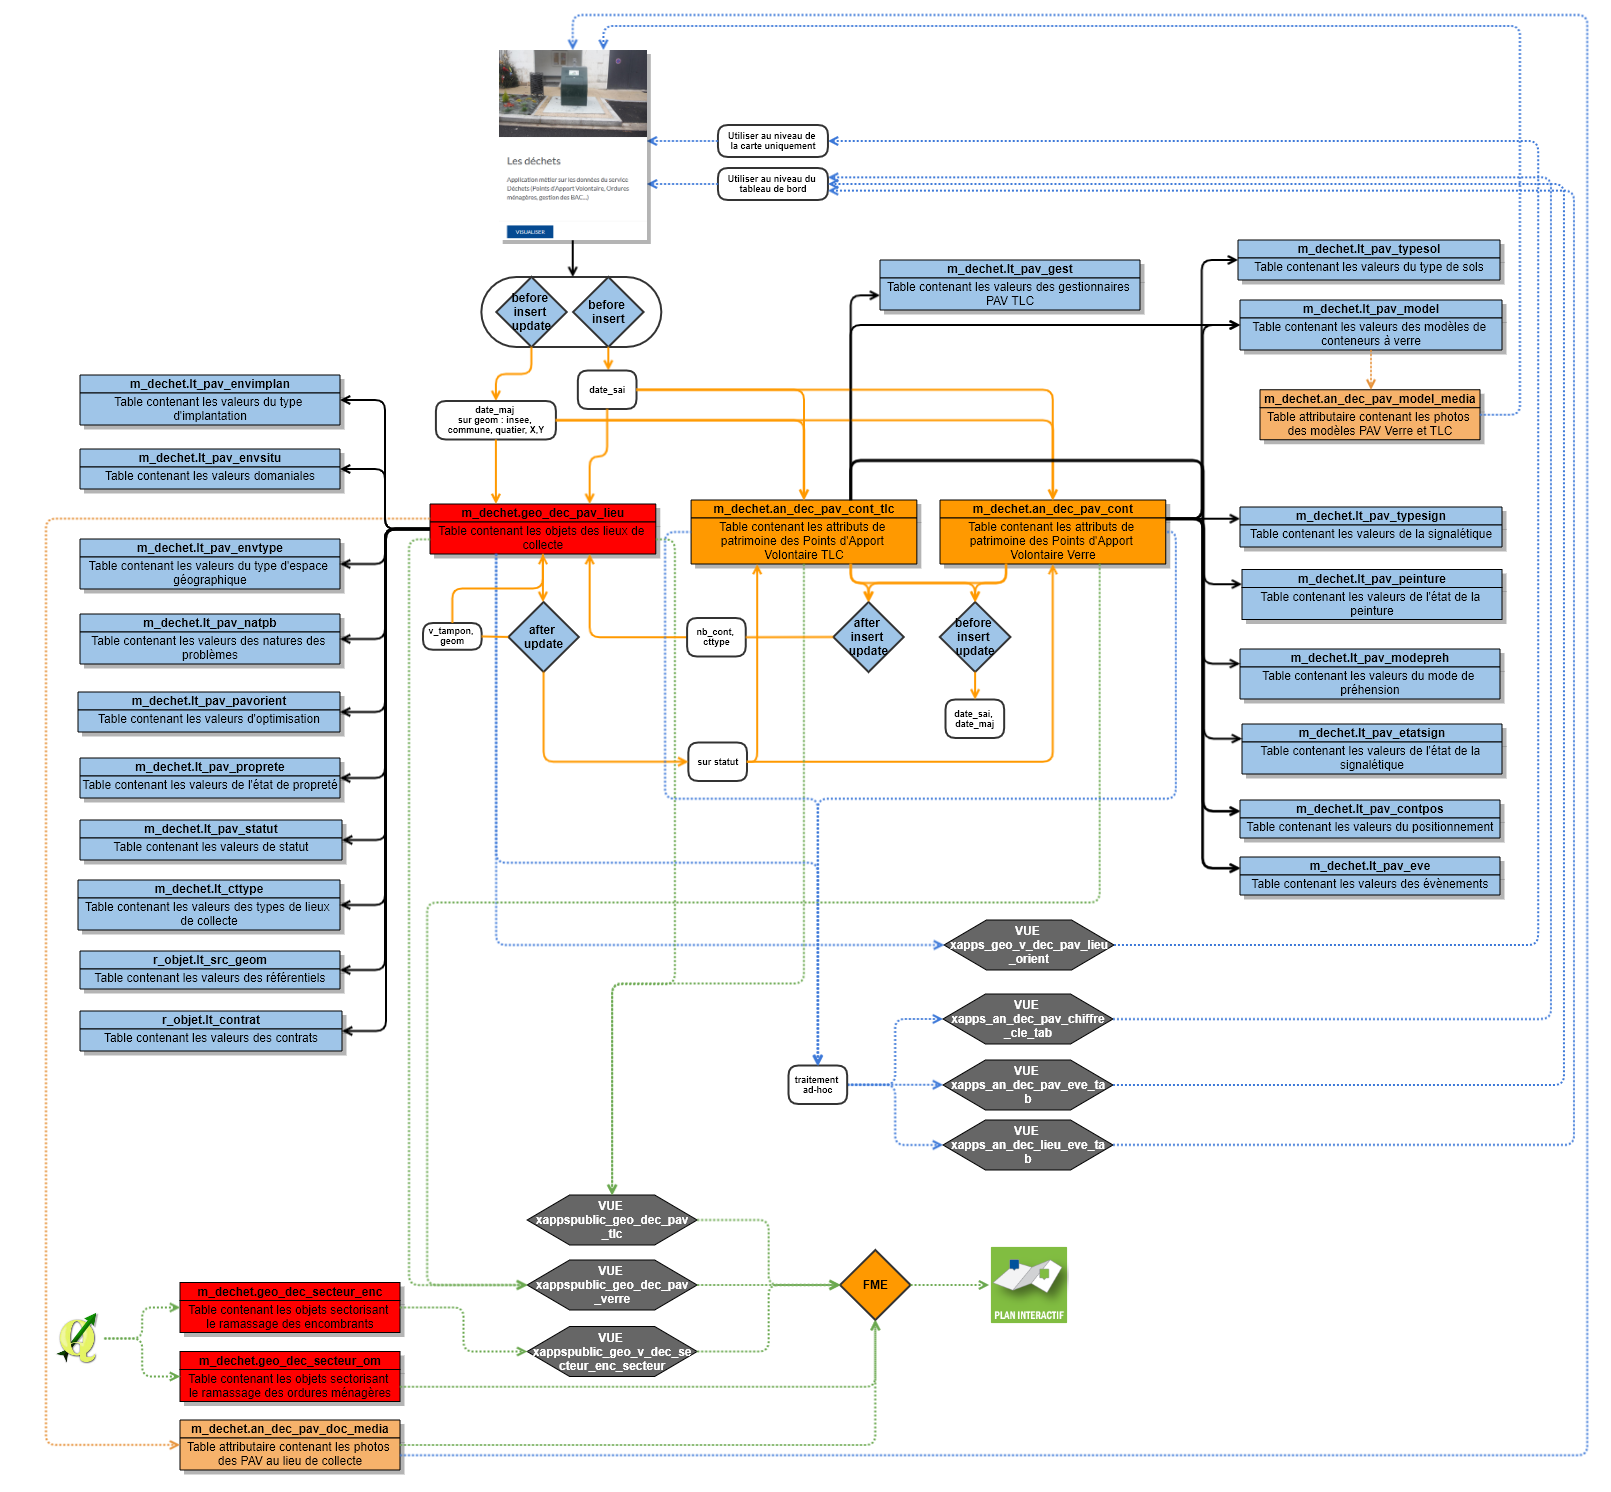 Les déchets
Application métier sur les données du service
Déchets (Points d'Apport Volontaire, Ordures
ménagères, gestion des BAC...)
VISUALISER
Utiliser au niveau de
la carte uniquement
Utiliser au niveau du
tableau de bord
before
insert
update
before
insert
date_sai
date_maj
sur geom : insee,
commune, quatier, X,Y
m_dechet.lt_pav_gest
Table contenant les valeurs des gestionnaires
PAV TLC
m_dechet.lt_pav_typesol
Table contenant les valeurs du type de sols
m_dechet.lt_pav_model
Table contenant les valeurs des modèles de
conteneurs à verre
m_dechet.an_dec_pav_model_media
Table attributaire contenant les photos
des modèles PAV Verre et TLC
m_dechet.lt_pav_envimplan
Table contenant les valeurs du type
d'implantation
m_dechet.lt_pav_envsitu
Table contenant les valeurs domaniales
m_dechet.lt_pav_envtype
Table contenant les valeurs du type d'espace
géographique
m_dechet.lt_pav_natpb
Table contenant les valeurs des natures des
problèmes
m_dechet.lt_pav_pavorient
Table contenant les valeurs d'optimisation
m_dechet.lt_pav_proprete
Table contenant les valeurs de l'état de propreté
m_dechet.lt_pav_statut
Table contenant les valeurs de statut
m_dechet.lt_cttype
Table contenant les valeurs des types de lieux
de collecte
r_objet.lt_src_geom
Table contenant les valeurs des référentiels
r_objet.lt_contrat
Table contenant les valeurs des contrats
m_dechet.geo_dec_pav_lieu
Table contenant les objets des lieux de
collecte
m_dechet.an_dec_pav_cont_tlc
Table contenant les attributs de
patrimoine des Points d'Apport
Volontaire TLC
m_dechet.an_dec_pav_cont
Table contenant les attributs de
patrimoine des Points d'Apport
Volontaire Verre
v_tampon,
geom
after
update
nb_cont,
cttype
after
insert
update
before
insert
update
date_sai,
date_maj
sur statut
m_dechet.lt_pav_typesign
Table contenant les valeurs de la signalétique
m_dechet.lt_pav_peinture
Table contenant les valeurs de l'état de la
peinture
m_dechet.lt_pav_modepreh
Table contenant les valeurs du mode de
préhension
m_dechet.lt_pav_etatsign
Table contenant les valeurs de l'état de la
signalétique
m_dechet.lt_pav_contpos
Table contenant les valeurs du positionnement
m_dechet.lt_pav_eve
Table contenant les valeurs des évènements
VUE
xapps_geo_v_dec_pav_lieu
_orient
VUE
xapps_an_dec_pav_chiffre
_cle_tab
traitement
ad-hoc
VUE
xapps_an_dec_pav_eve_ta
b
VUE
xapps_an_dec_lieu_eve_ta
b
VUE
xappspublic_geo_dec_pav
_tlc
VUE
xappspublic_geo_dec_pav
_verre
VUE
xappspublic_geo_v_dec_se
cteur_enc_secteur
FME
PLAN INTERACTIF
m_dechet.geo_dec_secteur_enc
Table contenant les objets sectorisant
le ramassage des encombrants
m_dechet.geo_dec_secteur_om
Table contenant les objets sectorisant
le ramassage des ordures ménagères
m_dechet.an_dec_pav_doc_media
Table attributaire contenant les photos
des PAV au lieu de collecte